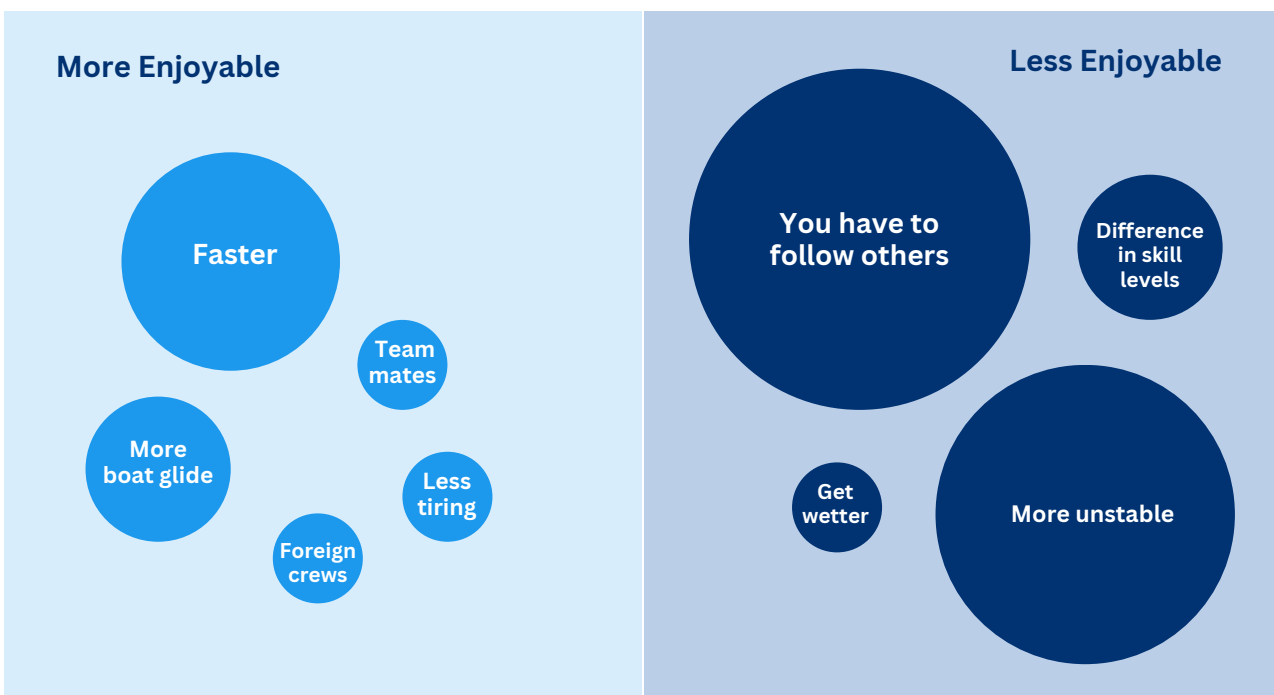 More Enjoyable
Faster
Team
mates
More
boat glide
Less
tiring
Foreign
crews
Less Enjoyable
You have to
follow others
Difference
in skill
levels
Get
wetter
More unstable